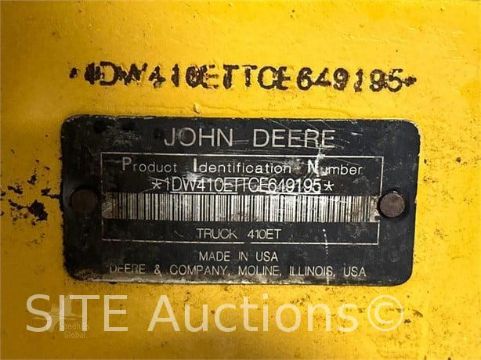 *1DW410ETTCE649195*
JOHN DEERE
Product Identification Number
*1DW410ETTCE649195*
TRUCK 410ET
MADE IN USA
DEERE & COMPANY, MOLINE, ILLINOIS, USA
SITE Auctions.com®